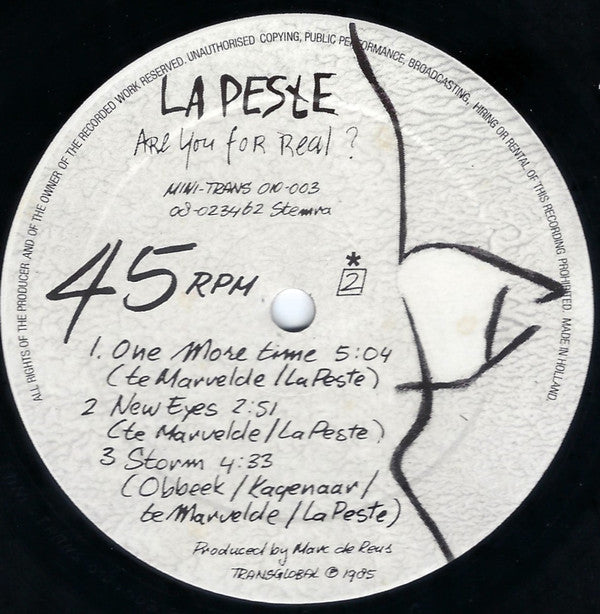 ALL RIGHTS OF THE PRODUCER AND OF THE OWNER OF THE RECORDED WORK RESERVED. UNAUTHORISED COPYING, PUBLIC PERFORMANCE, BROADCASTING, HIRING OR RENTAL OF THIS RECORDING PROHIBITED. MADE IN HOLLAND.
LA PESTE
Are You foR Real?
MINI-TRANS 010-003
08-023462 Stemra
45 RPM
*
2
1. One More time 5:04
(te Marvelde/La Peste)
2 New Eyes 2:51
(te Marvelde/La Peste)
3 Storm 4:33
(Obbeek/Kagenaar/
te Marvelde/La Peste)
Produced by Marc de Reus
TRANSGLOBAL ℗ 1985